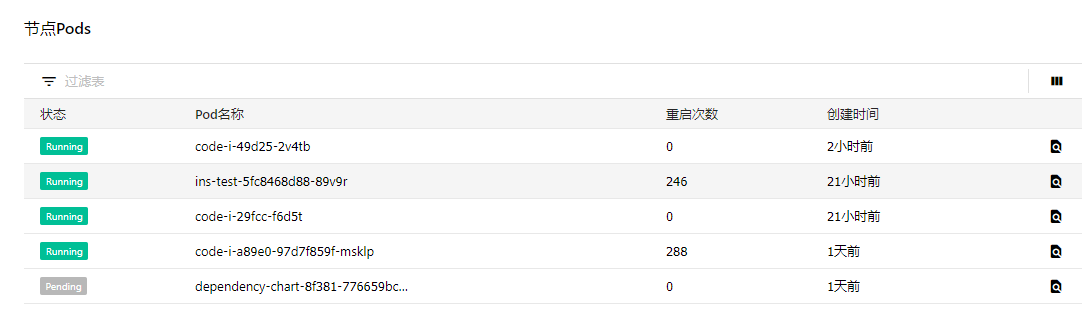 节点Pods
过滤表
状态 Pod名称 重启次数 创建时间
Running code-i-49d25-2v4tb 0 2小时前
Running ins-test-5fc8468d88-89v9r 246 21小时前
Running code-i-29fcc-f6d5t 0 21小时前
Running code-i-a89e0-97d7f859f-msklp 288 1天前
Pending dependency-chart-8f381-776659bc... 0 1天前